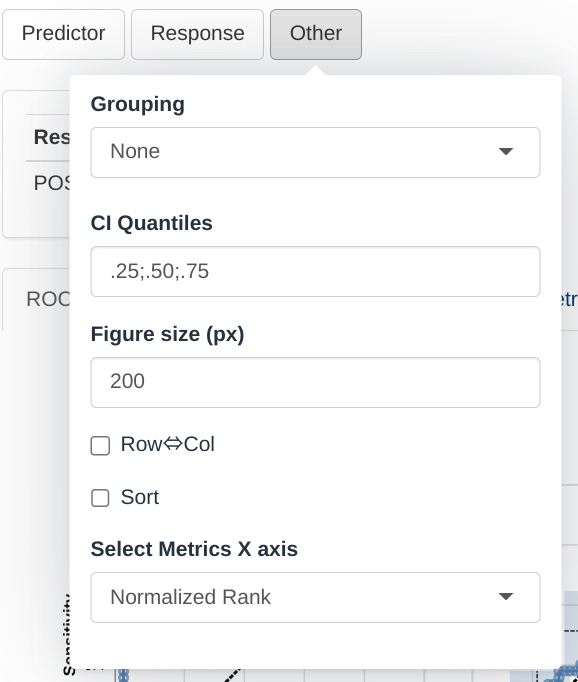 Predictor Response Other
Grouping
None
CI Quantiles
.25;.50;.75
Figure size (px)
200
Row⇔Col
Sort
Select Metrics X axis
Normalized Rank
Res
POS
ROC
etr
Sensitivity